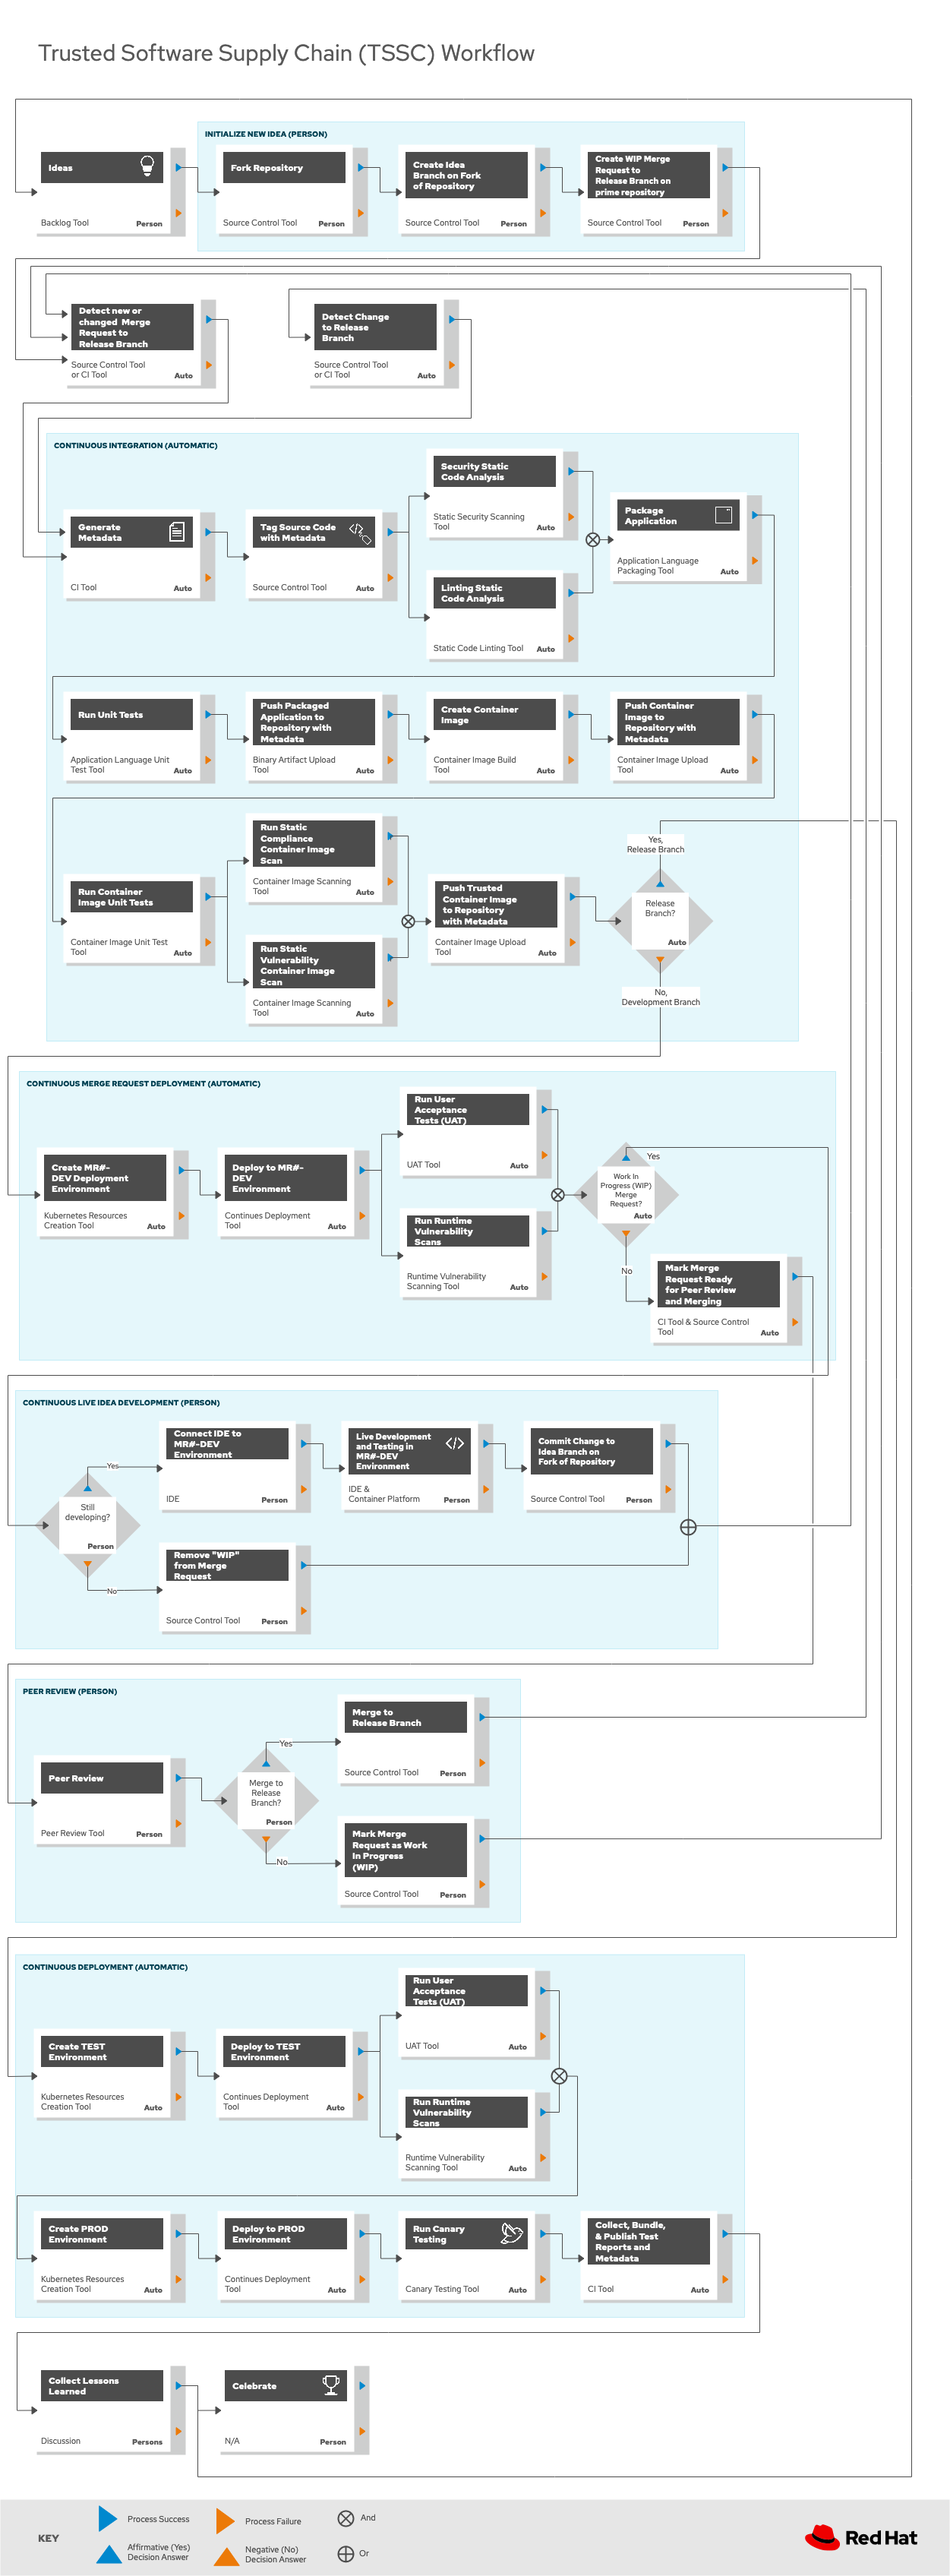 Trusted Software Supply Chain (TSSC) Workflow
INITIALIZE NEW IDEA (PERSON)
Ideas
Backlog Tool
Person
Fork Repository
Source Control Tool
Person
Create Idea
Branch on Fork
of Repository
Source Control Tool
Person
Create WIP Merge
Request to
Release Branch on
prime repository
Source Control Tool
Person
Detect new or
changed Merge
Request to
Release Branch
Source Control Tool
or CI Tool
Auto
Detect Change
to Release
Branch
Source Control Tool
or CI Tool
Auto
CONTINUOUS INTEGRATION (AUTOMATIC)
Generate
Metadata
CI Tool
Auto
Tag Source Code
with Metadata
Source Control Tool
Auto
Security Static
Code Analysis
Static Security Scanning
Tool
Auto
Linting Static
Code Analysis
Static Code Linting Tool
Auto
Package
Application
Application Language
Packaging Tool
Auto
Run Unit Tests
Application Language Unit
Test Tool
Auto
Push Packaged
Application to
Repository with
Metadata
Binary Artifact Upload
Tool
Auto
Create Container
Image
Container Image Build
Tool
Auto
Push Container
Image to
Repository with
Metadata
Container Image Upload
Tool
Auto
Run Container
Image Unit Tests
Container Image Unit Test
Tool
Auto
Run Static
Compliance
Container Image
Scan
Container Image Scanning
Tool
Auto
Run Static
Vulnerability
Container Image
Scan
Container Image Scanning
Tool
Auto
Push Trusted
Container Image
to Repository
with Metadata
Container Image Upload
Tool
Auto
Yes,
Release Branch
Release
Branch?
Auto
No,
Development Branch
CONTINUOUS MERGE REQUEST DEPLOYMENT (AUTOMATIC)
Create MR#-
DEV Deployment
Environment
Kubernetes Resources
Creation Tool
Auto
Deploy to MR#-
DEV
Environment
Continues Deployment
Tool
Auto
Run User
Acceptance
Tests (UAT)
UAT Tool
Auto
Run Runtime
Vulnerability
Scans
Runtime Vulnerability
Scanning Tool
Auto
Yes
Work In
Progress (WIP)
Merge
Request?
Auto
No
Mark Merge
Request Ready
for Peer Review
and Merging
CI Tool & Source Control
Tool
Auto
CONTINUOUS LIVE IDEA DEVELOPMENT (PERSON)
Yes
Still
developing?
Person
No
Connect IDE to
MR#-DEV
Environment
IDE
Person
Live Development
and Testing in
MR#-DEV
Environment
IDE &
Container Platform
Person
Commit Change to
Idea Branch on
Fork of Repository
Source Control Tool
Person
Remove "WIP"
from Merge
Request
Source Control Tool
Person
PEER REVIEW (PERSON)
Peer Review
Peer Review Tool
Person
Yes
Merge to
Release
Branch?
Person
No
Merge to
Release Branch
Source Control Tool
Person
Mark Merge
Request as Work
In Progress
(WIP)
Source Control Tool
Person
CONTINUOUS DEPLOYMENT (AUTOMATIC)
Create TEST
Environment
Kubernetes Resources
Creation Tool
Auto
Deploy to TEST
Environment
Continues Deployment
Tool
Auto
Run User
Acceptance
Tests (UAT)
UAT Tool
Auto
Run Runtime
Vulnerability
Scans
Runtime Vulnerability
Scanning Tool
Auto
Create PROD
Environment
Kubernetes Resources
Creation Tool
Auto
Deploy to PROD
Environment
Continues Deployment
Tool
Auto
Run Canary
Testing
Canary Testing Tool
Auto
Collect, Bundle,
& Publish Test
Reports and
Metadata
CI Tool
Auto
Collect Lessons
Learned
Discussion
Persons
Celebrate
N/A
Person
KEY
Process Success
Affirmative (Yes)
Decision Answer
Process Failure
Negative (No)
Decision Answer
And
Or
Red Hat